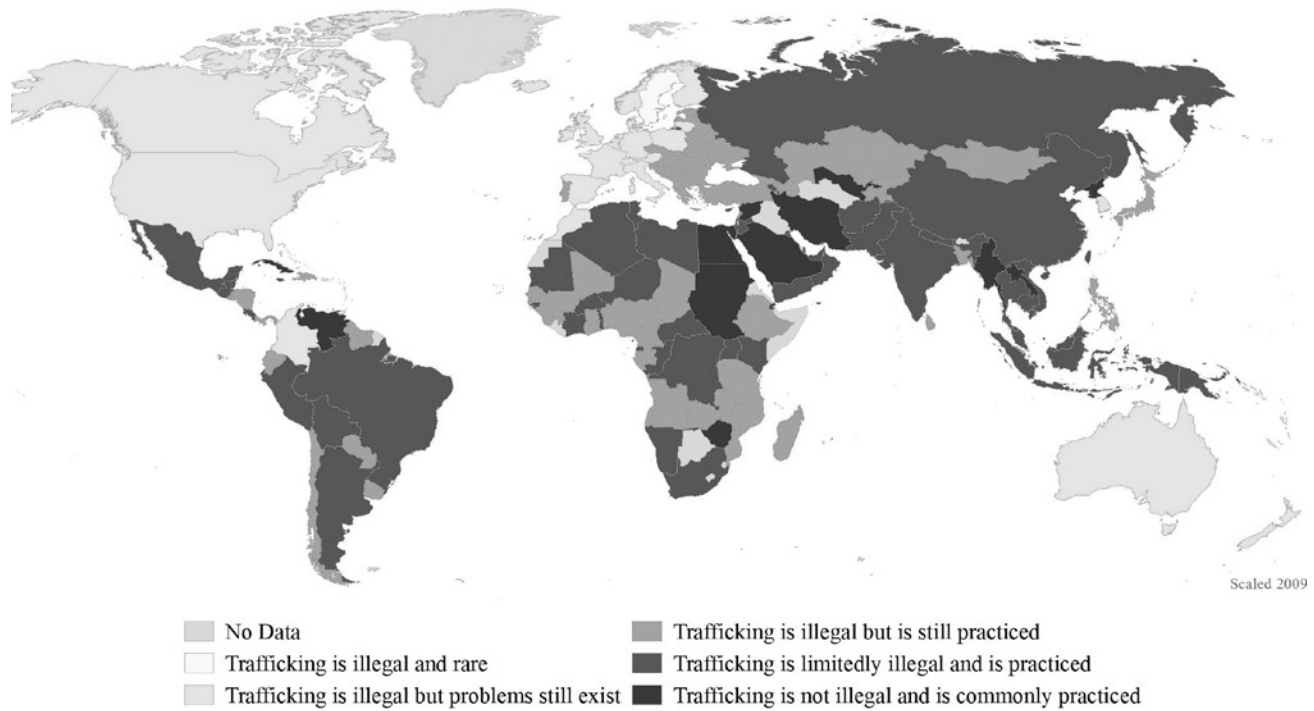 Scaled 2009
No Data
Trafficking is illegal and rare
Trafficking is illegal but problems still exist
Trafficking is illegal but is still practiced
Trafficking is limitedly illegal and is practiced
Trafficking is not illegal and is commonly practiced